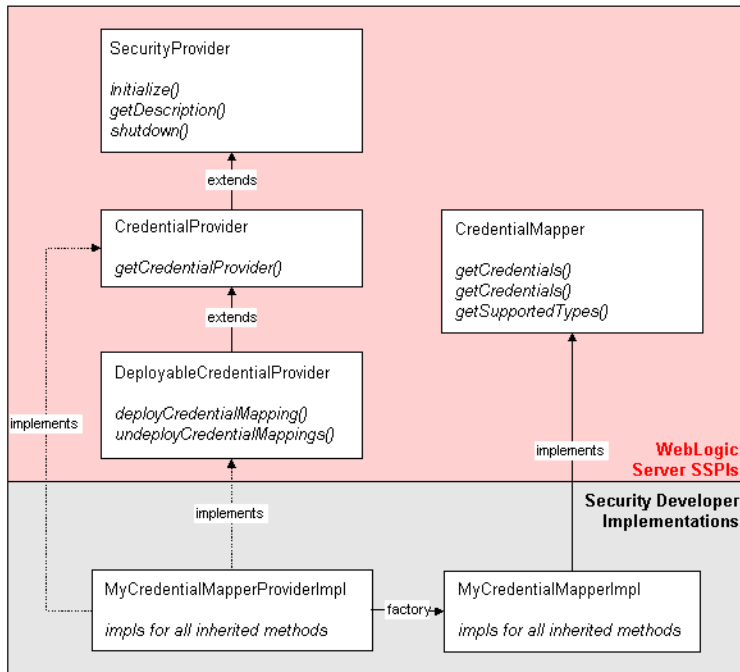 SecurityProvider
initialize()
getDescription()
shutdown()
extends
CredentialProvider
getCredentialProvider()
CredentialMapper
getCredentials()
getCredentials()
getSupportedTypes()
extends
DeployableCredentialProvider
deployCredentialMapping()
undeployCredentialMappings()
implements
implements
WebLogic
Server SSPIs
Security Developer
Implementations
implements
MyCredentialMapperProviderImpl
impls for all inherited methods
factory
MyCredentialMapperImpl
impls for all inherited methods